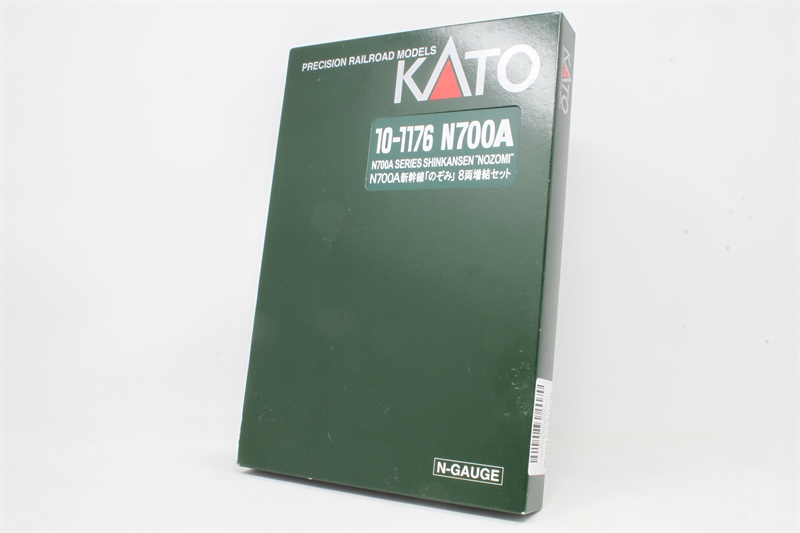 PRECISION RAILROAD MODELS
KATO
10-1176 N700A
N700A SERIES SHINKANSEN "NOZOMI"
N700A新幹線「のぞみ」8両増結セット
N-GAUGE
KATO